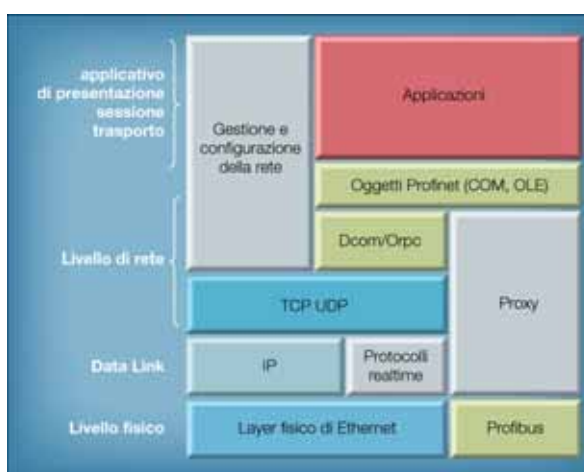 applicativo
di presentazione
sessione
trasporto
Gestione e
configurazione
della rete
Applicazioni
Oggetti Profinet (COM, OLE)
Dcom/Orpc
Livello di rete
TCP UDP
Proxy
Data Link
IP
Protocolli
realtime
Livello fisico
Layer fisico di Ethernet
Profibus